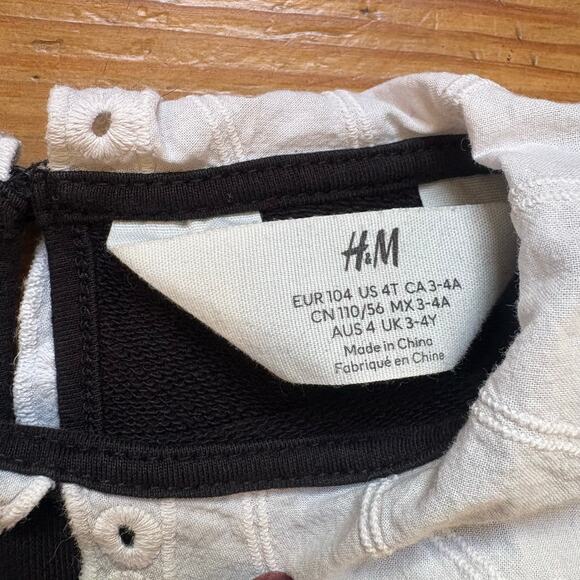 H&M
EUR 104 US 4T CA 3-4A
CN 110/56 MX 3-4A
AUS 4 UK 3-4Y
Made in China
Fabriqué en Chine